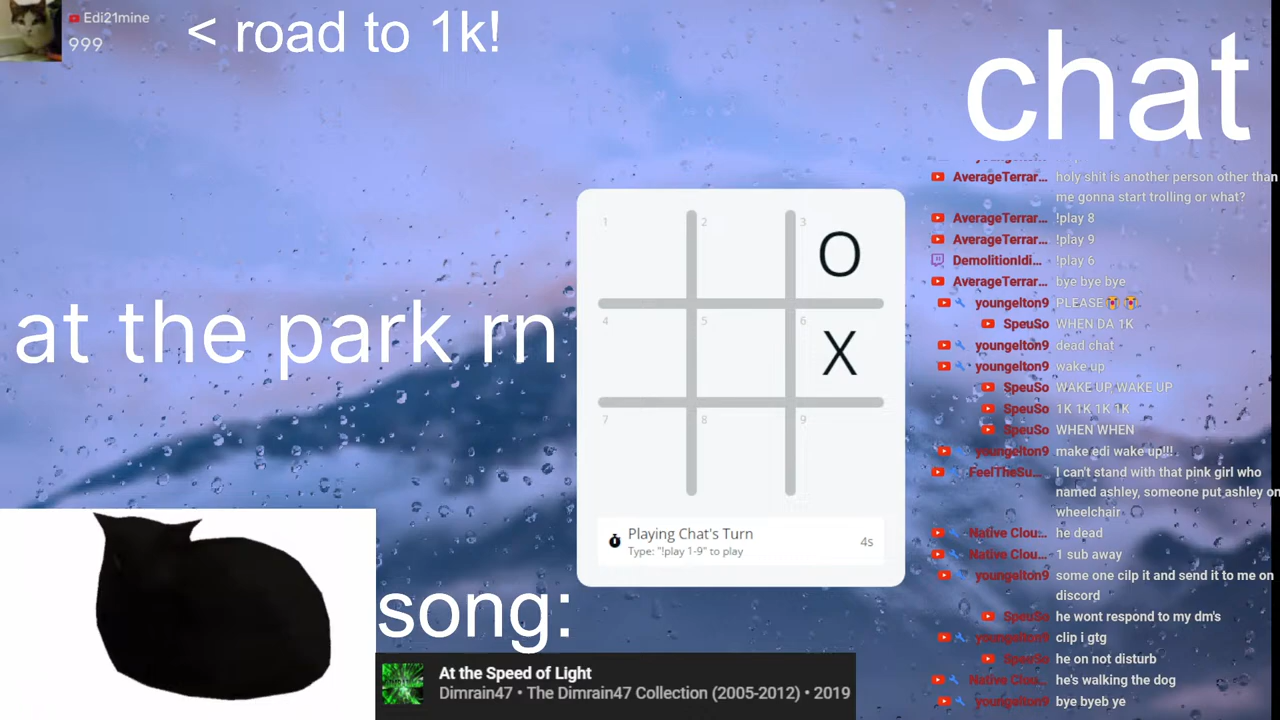 Edi21mine
999
< road to 1k!
chat
AverageTerrar... holy shit is another person other than
me gonna start trolling or what?
AverageTerrar... !play 8
AverageTerrar... !play 9
DemolitionIdi... !play 6
AverageTerrar... bye bye bye
youngelton9 PLEASE😭😭
SpeuSo WHEN DA 1K
youngelton9 dead chat
youngelton9 wake up
SpeuSo WAKE UP WAKE UP
SpeuSo 1K 1K 1K 1K
SpeuSo WHEN WHEN
youngelton9 make edi wake up!!!
FeelTheSu... I can't stand with that pink girl who
named ashley, someone put ashley on
wheelchair
Native Clou... he dead
Native Clou... 1 sub away
youngelton9 some one cilp it and send it to me on
discord
SpeuSo he wont respond to my dm's
youngelton9 clip i gtg
SpeuSo he on not disturb
Native Clou... he's walking the dog
youngelton9 bye byeb ye
1 2 3
O
4 5 6
X
7 8 9
Playing Chat's Turn
Type: "!play 1-9" to play
4s
at the park rn
song:
At the Speed of Light
Dimrain47 • The Dimrain47 Collection (2005-2012) • 2019